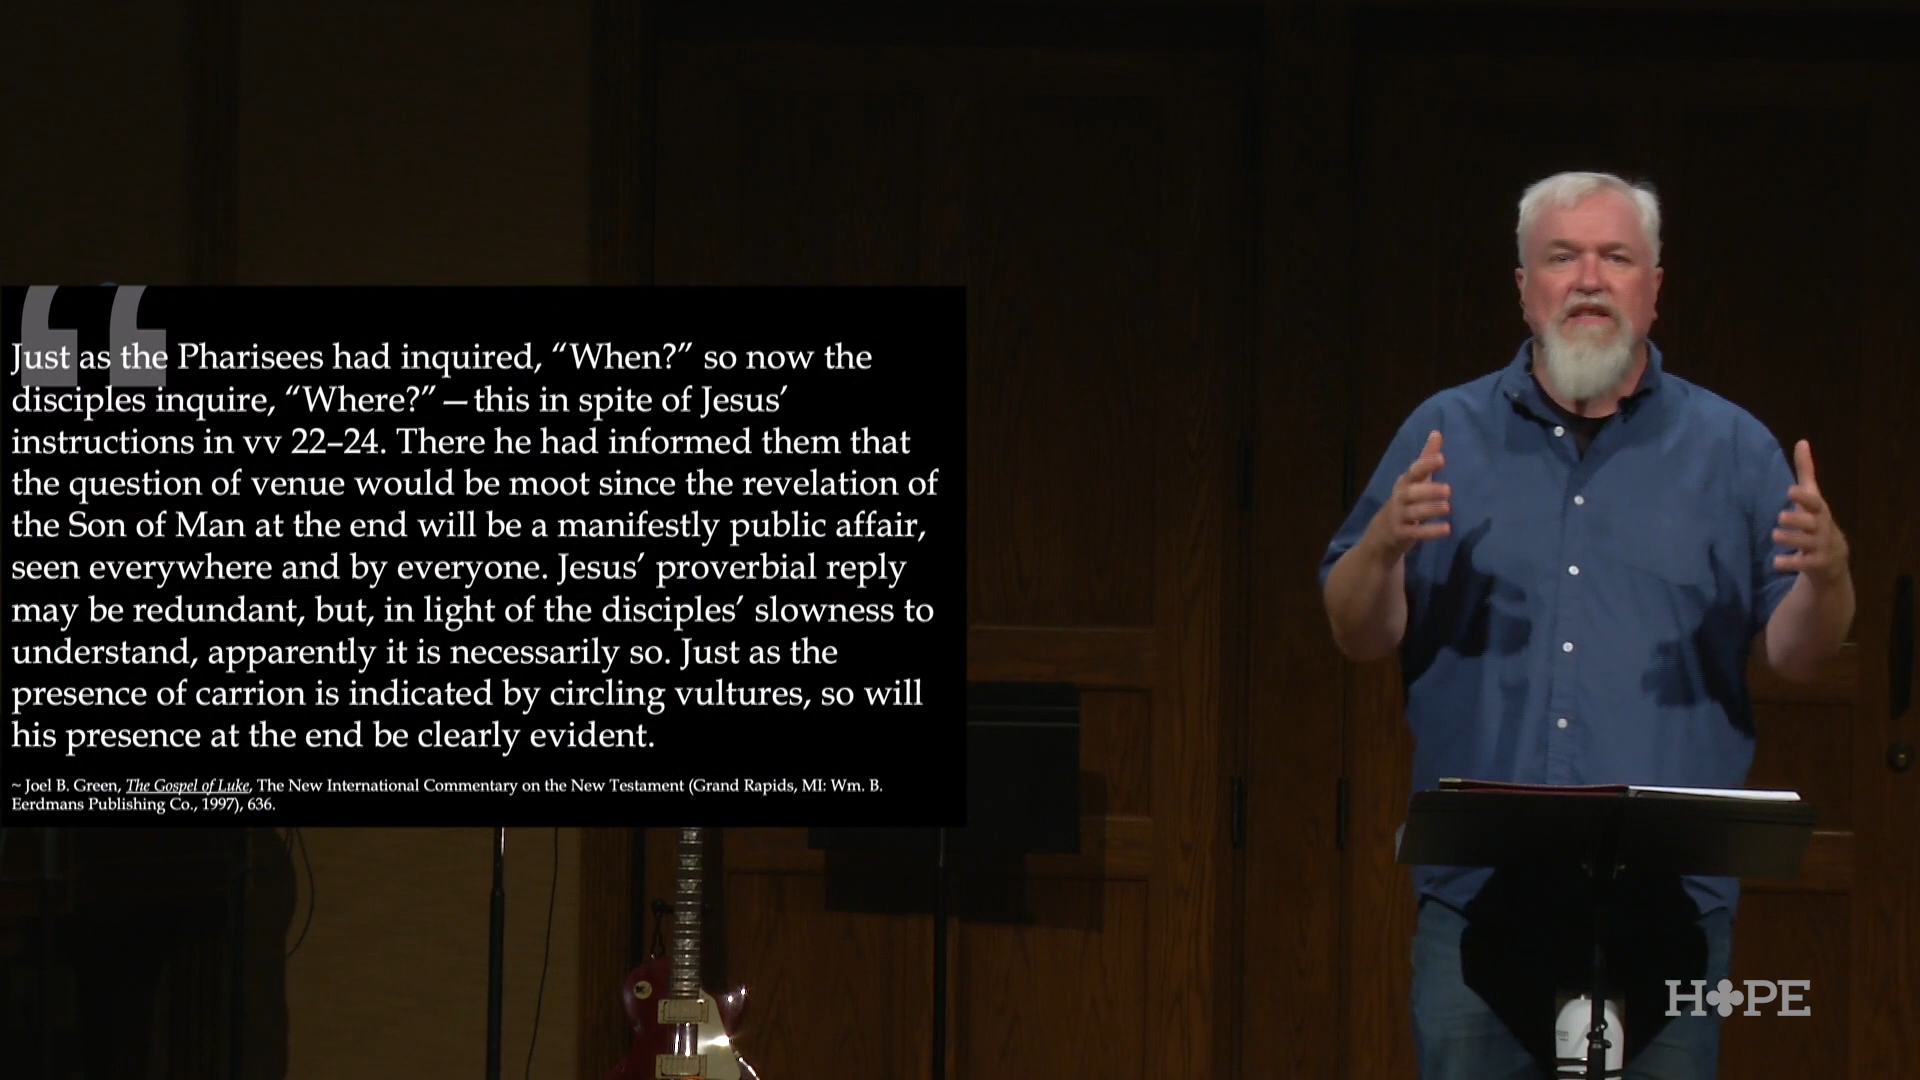 Just as the Pharisees had inquired, “When?” so now the
disciples inquire, “Where?”—this in spite of Jesus’
instructions in vv 22–24. There he had informed them that
the question of venue would be moot since the revelation of
the Son of Man at the end will be a manifestly public affair,
seen everywhere and by everyone. Jesus’ proverbial reply
may be redundant, but, in light of the disciples’ slowness to
understand, apparently it is necessarily so. Just as the
presence of carrion is indicated by circling vultures, so will
his presence at the end be clearly evident.
~ Joel B. Green, The Gospel of Luke, The New International Commentary on the New Testament (Grand Rapids, MI: Wm. B.
Eerdmans Publishing Co., 1997), 636.
HOPE